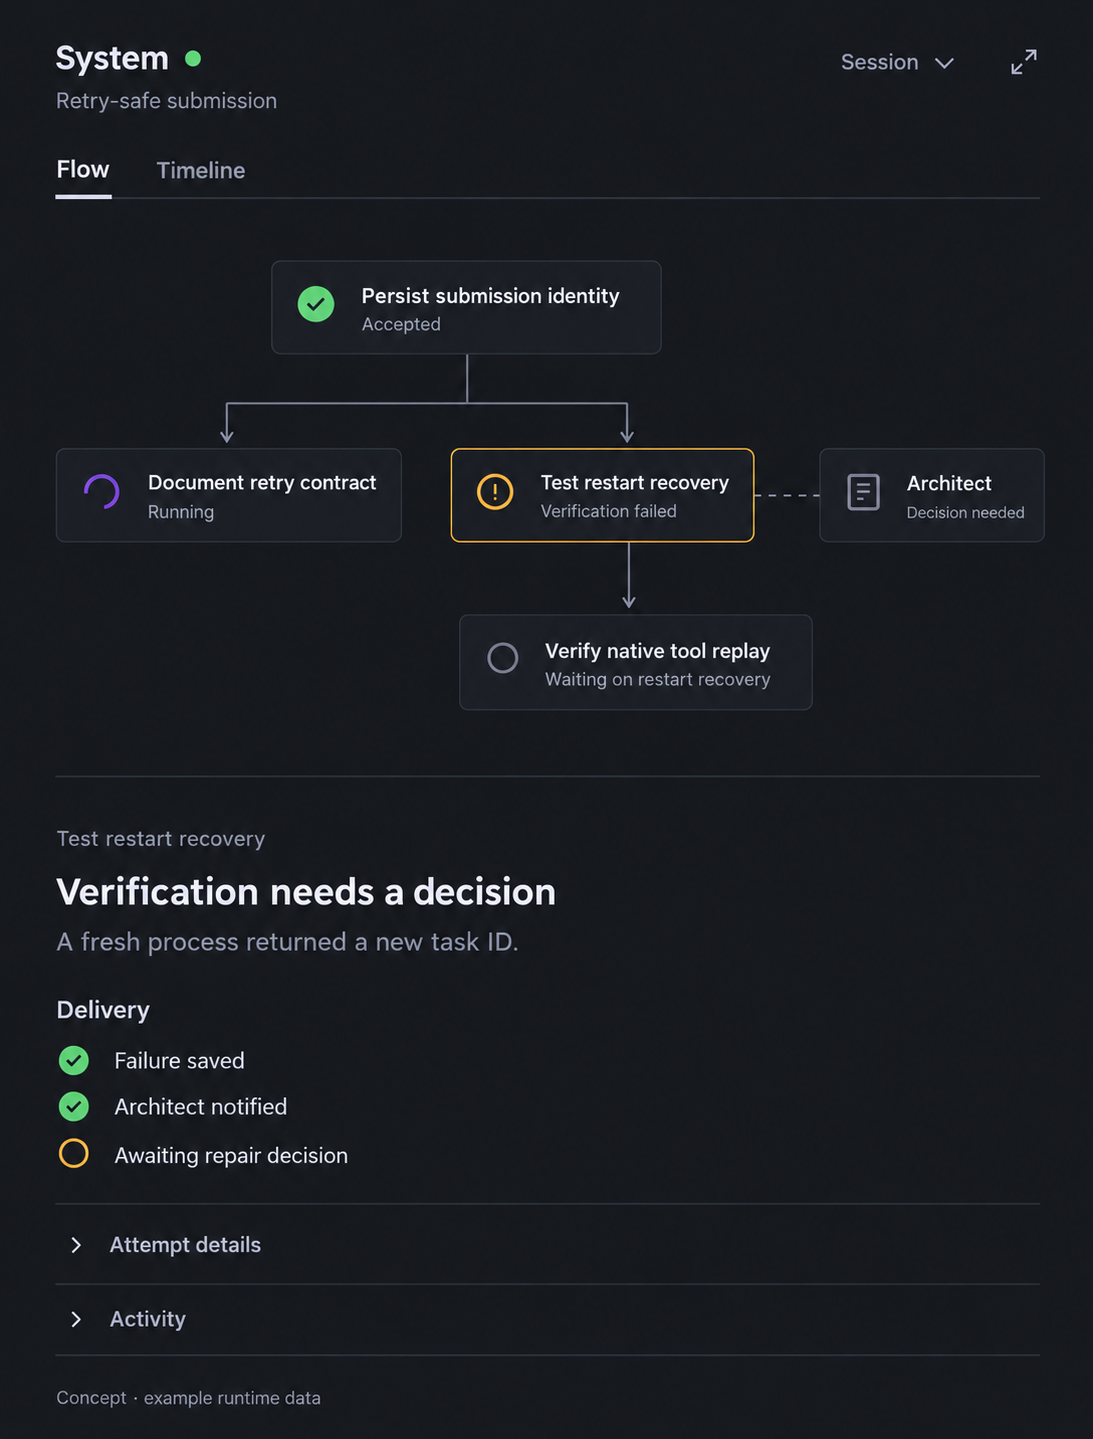 System
Session
Retry-safe submission
Flow
Timeline
Persist submission identity
Accepted
Document retry contract
Running
Test restart recovery
Verification failed
Architect
Decision needed
Verify native tool replay
Waiting on restart recovery
Test restart recovery
Verification needs a decision
A fresh process returned a new task ID.
Delivery
Failure saved
Architect notified
Awaiting repair decision
Attempt details
Activity
Concept · example runtime data